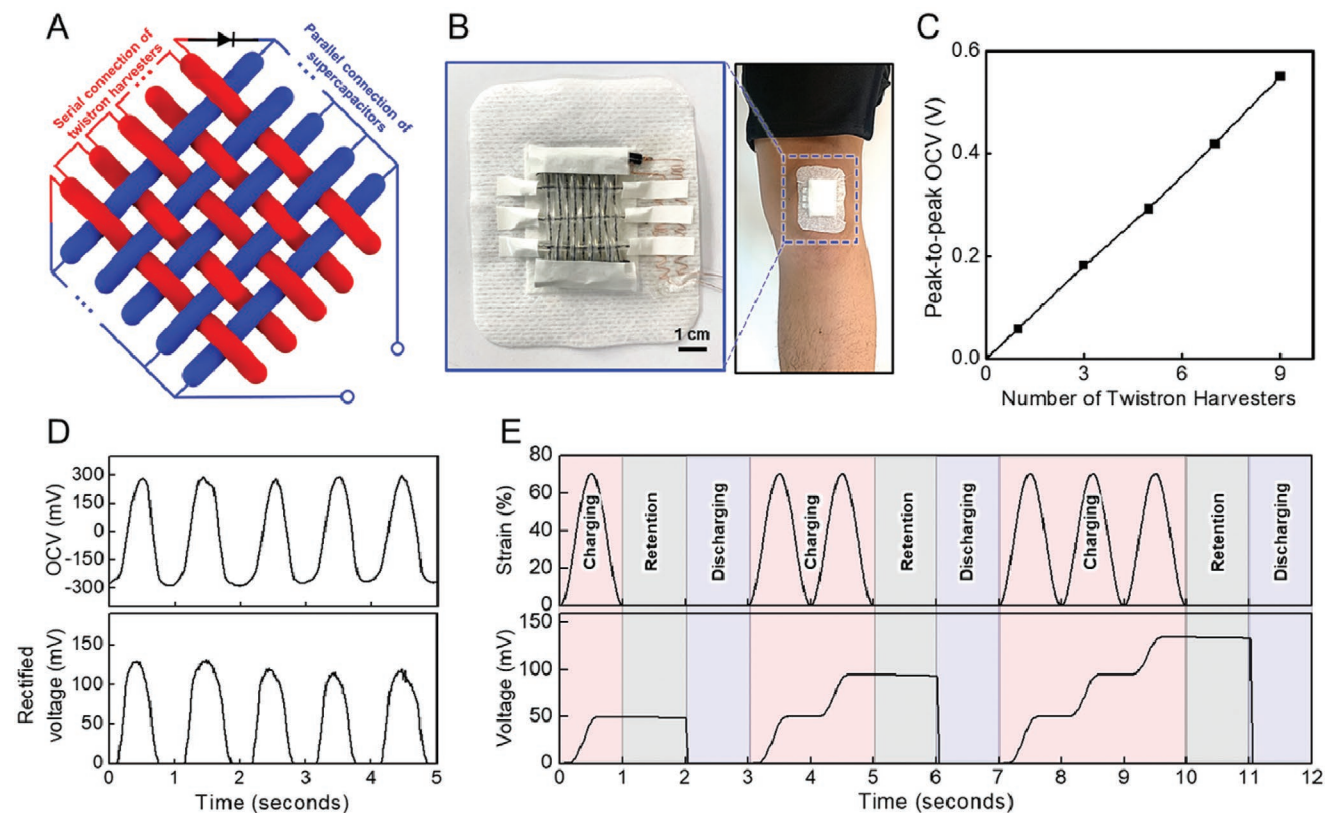 A
Serial connection of
twistron harvesters
Parallel connection of
supercapacitors
B
1 cm
C
Peak-to-peak OCV (V)
0.6
0.4
0.2
0.0
0 3 6 9
Number of Twistron Harvesters
D
OCV (mV)
300
150
0
-150
-300
Rectified
voltage (mV)
150
100
50
0
0 1 2 3 4 5
Time (seconds)
E
Strain (%)
80
60
40
20
0
Charging
Retention
Discharging
Charging
Retention
Discharging
Charging
Retention
Discharging
Voltage (mV)
150
100
50
0
0 1 2 3 4 5 6 7 8 9 10 11 12
Time (seconds)